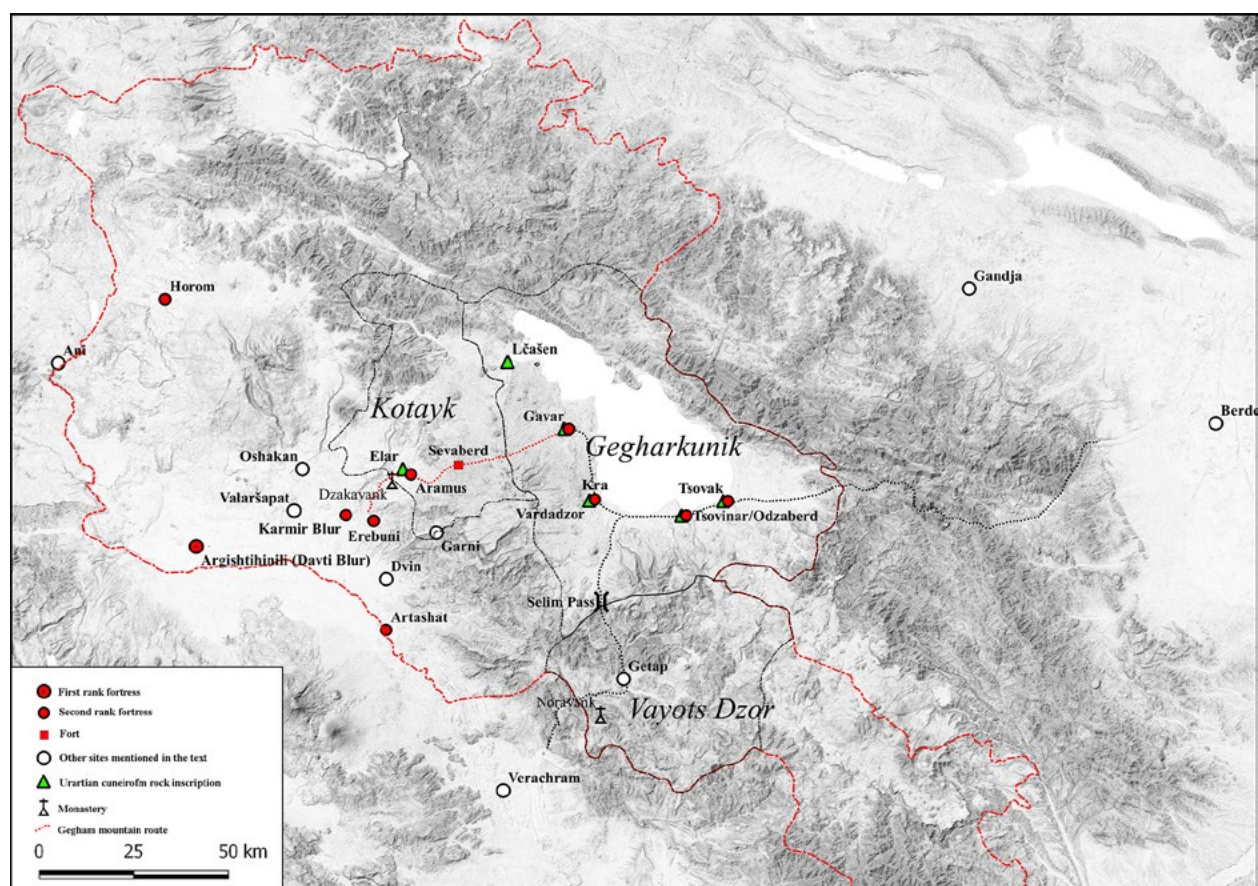 Horom
Gandja
Ani
Lčašen
Berde
Kotayk
Gavar
Gegharkunik
Oshakan
Elar
Sevaberd
Dzakavank
Aramus
Kra
Tsovak
Valaršapat
Vardadzor
Karmir Blur
Tsovinar/Odzaberd
Erebuni
Garni
Argishtihinili (Davti Blur)
Dvin
Selim Pass
Artashat
Getap
Noravank
Vayots Dzor
Verachram
First rank fortress
Second rank fortress
Fort
Other sites mentioned in the text
Urartian cuneirofm rock inscription
Monastery
Gegham mountain route
0 25 50 km